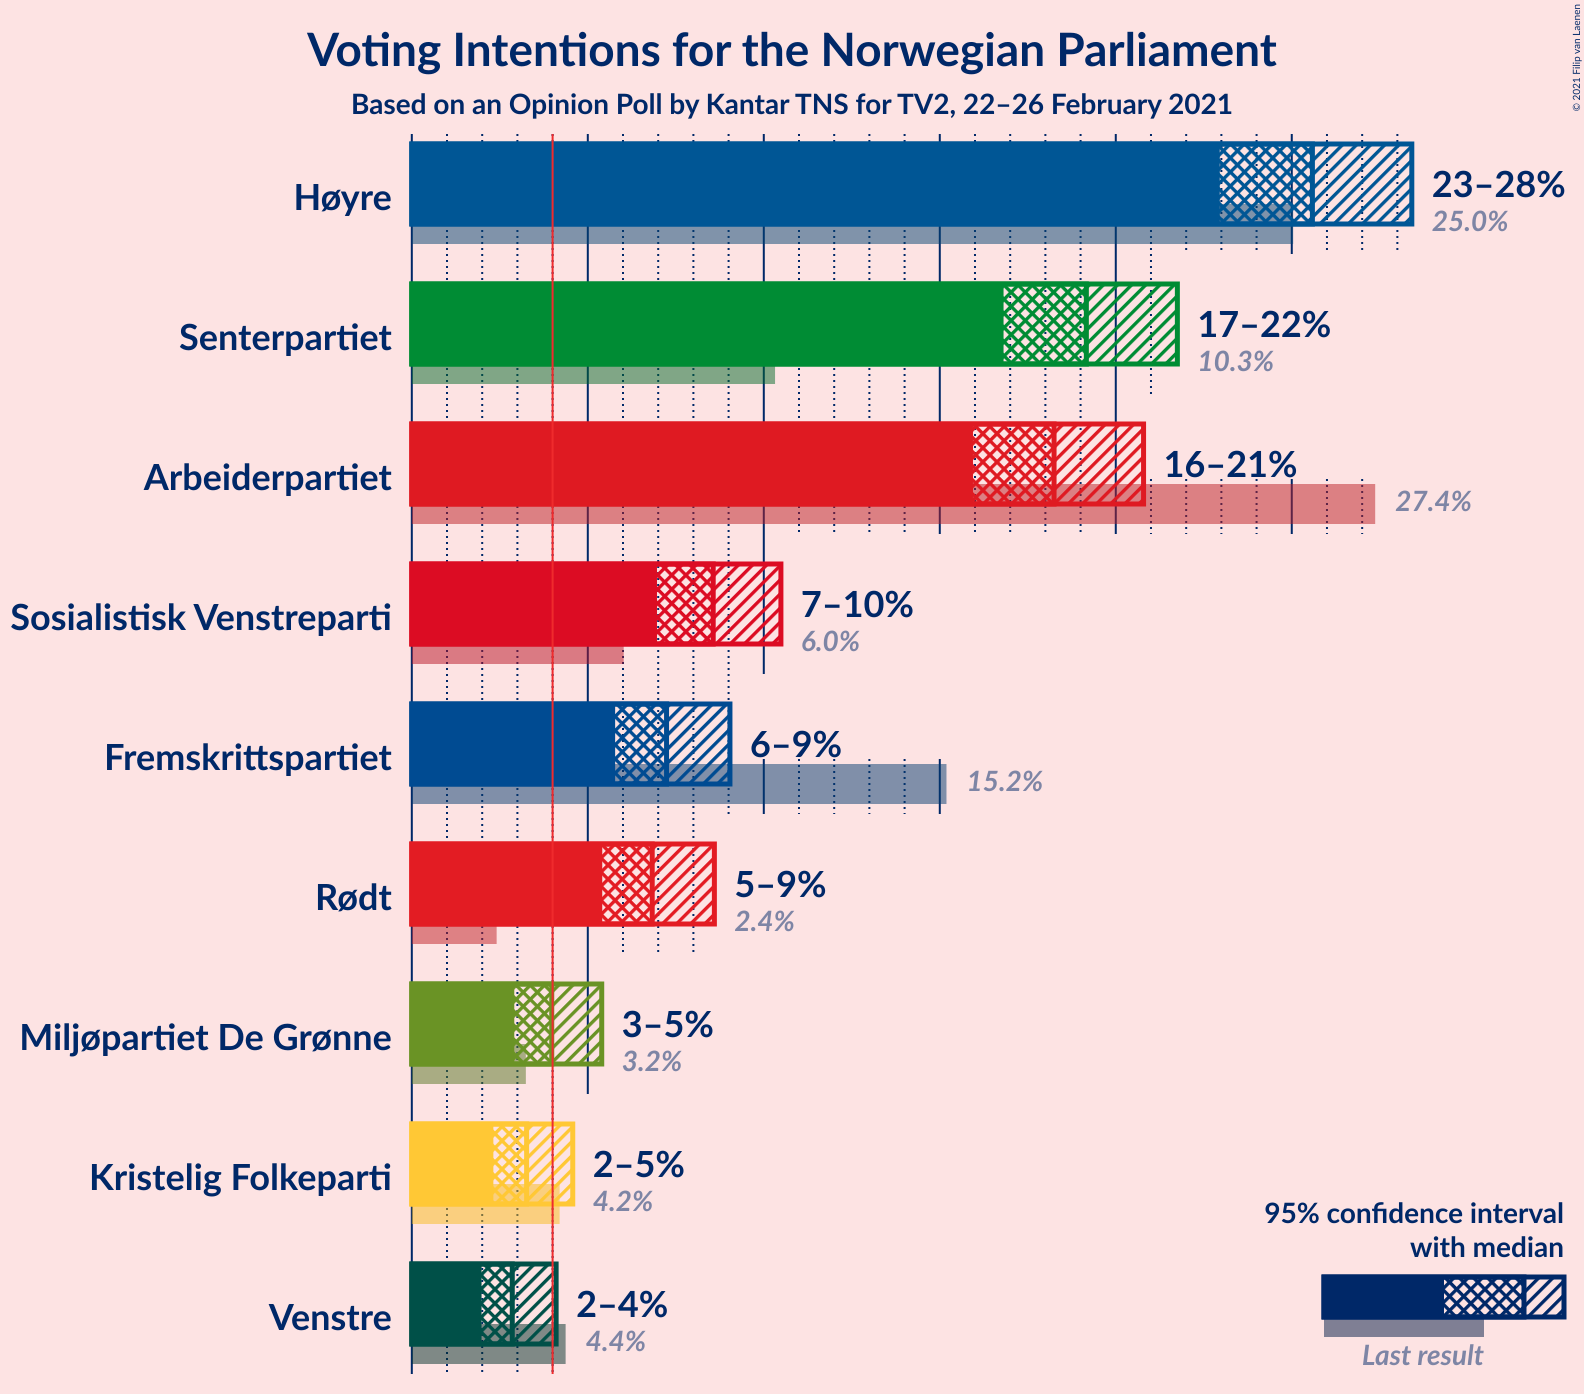 Voting Intentions for the Norwegian Parliament
Based on an Opinion Poll by Kantar TNS for TV2, 22–26 February 2021
© 2021 Filip van Laenen
Høyre
23–28%
25.0%
Senterpartiet
17–22%
10.3%
Arbeiderpartiet
16–21%
27.4%
Sosialistisk Venstreparti
7–10%
6.0%
Fremskrittspartiet
6–9%
15.2%
Rødt
5–9%
2.4%
Miljøpartiet De Grønne
3–5%
3.2%
Kristelig Folkeparti
2–5%
4.2%
Venstre
2–4%
4.4%
95% confidence interval
with median
Last result